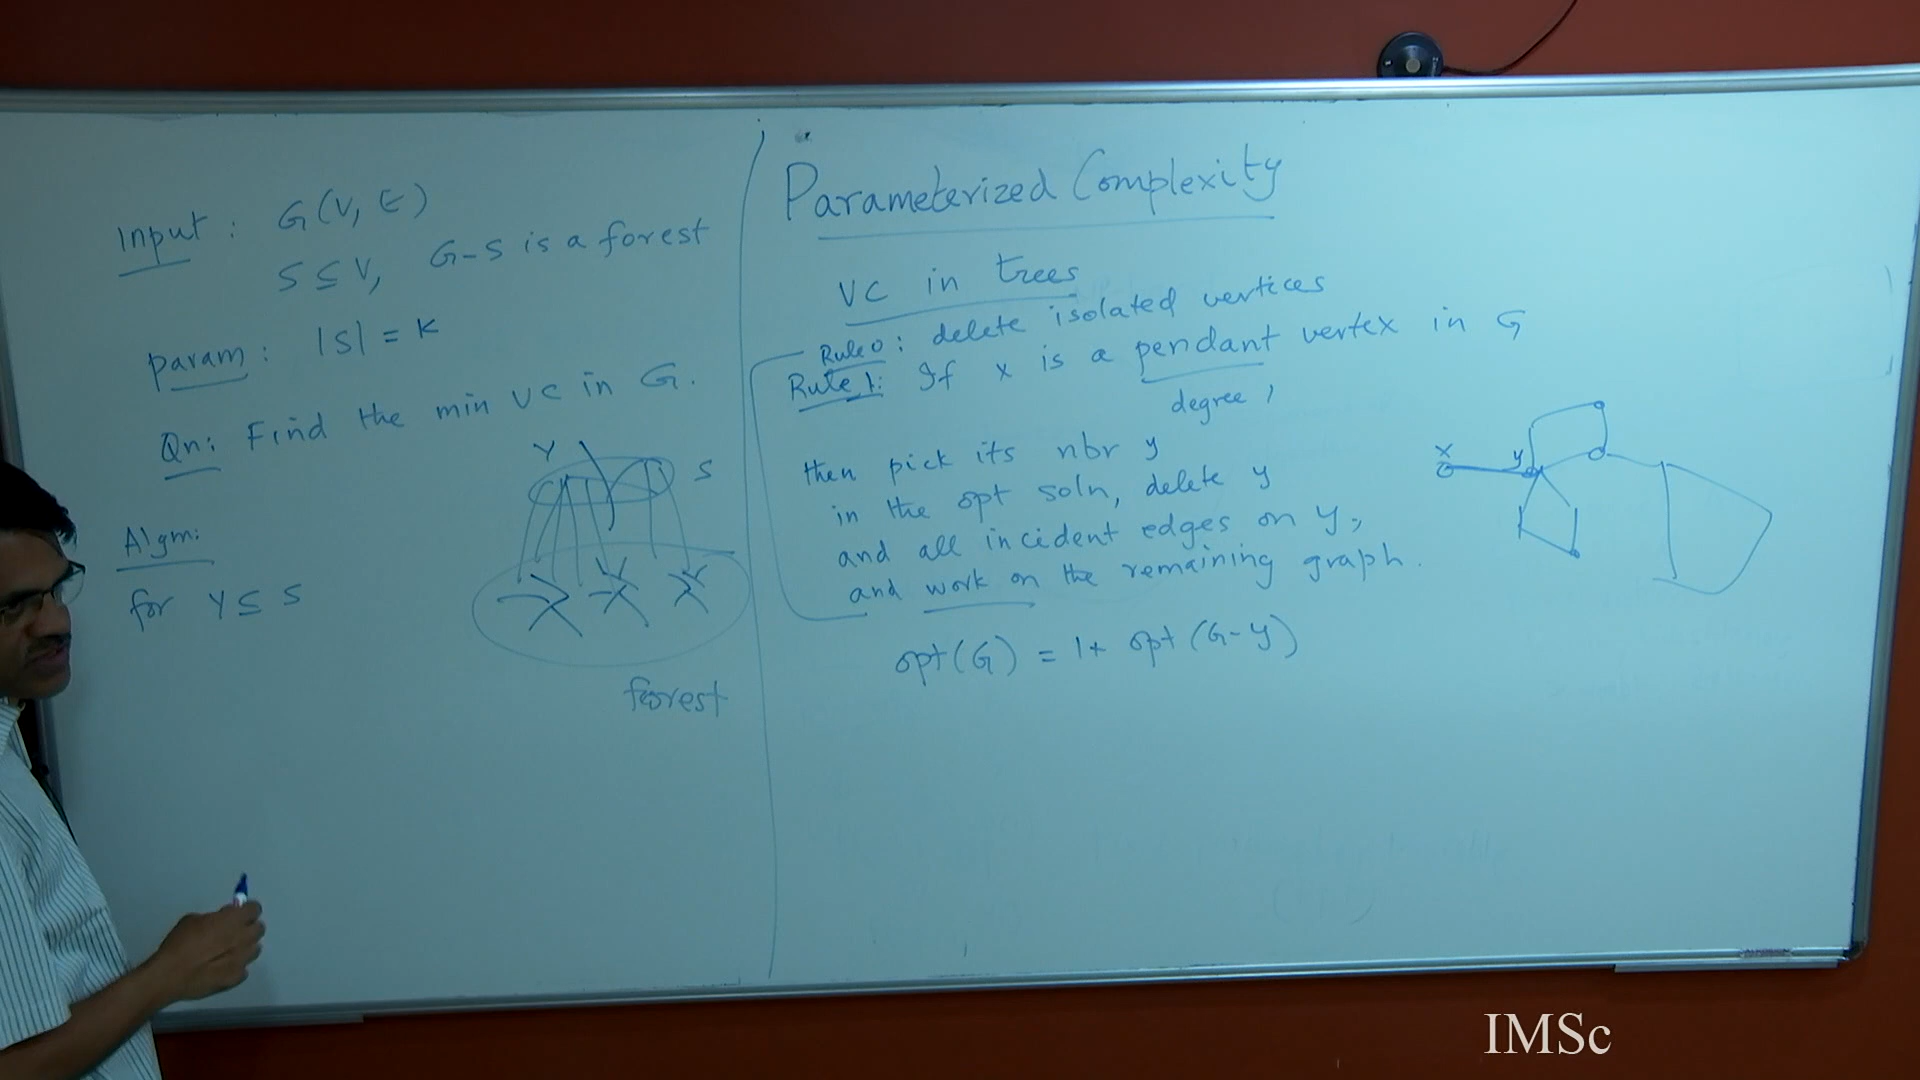 Input : G(V, E)
S ⊆ V, G-S is a forest
param : |S| = k
Qn: Find the min VC in G.
Y
S
Algm:
for Y ⊆ S
forest
Parameterized Complexity
VC in trees
Rule 0 : delete isolated vertices
Rule 1: If x is a pendant vertex in G
degree 1
then pick its nbr y
in the opt soln, delete y
and all incident edges on y,
and work on the remaining graph.
opt(G) = 1+ opt(G-y)
x
y
IMSc